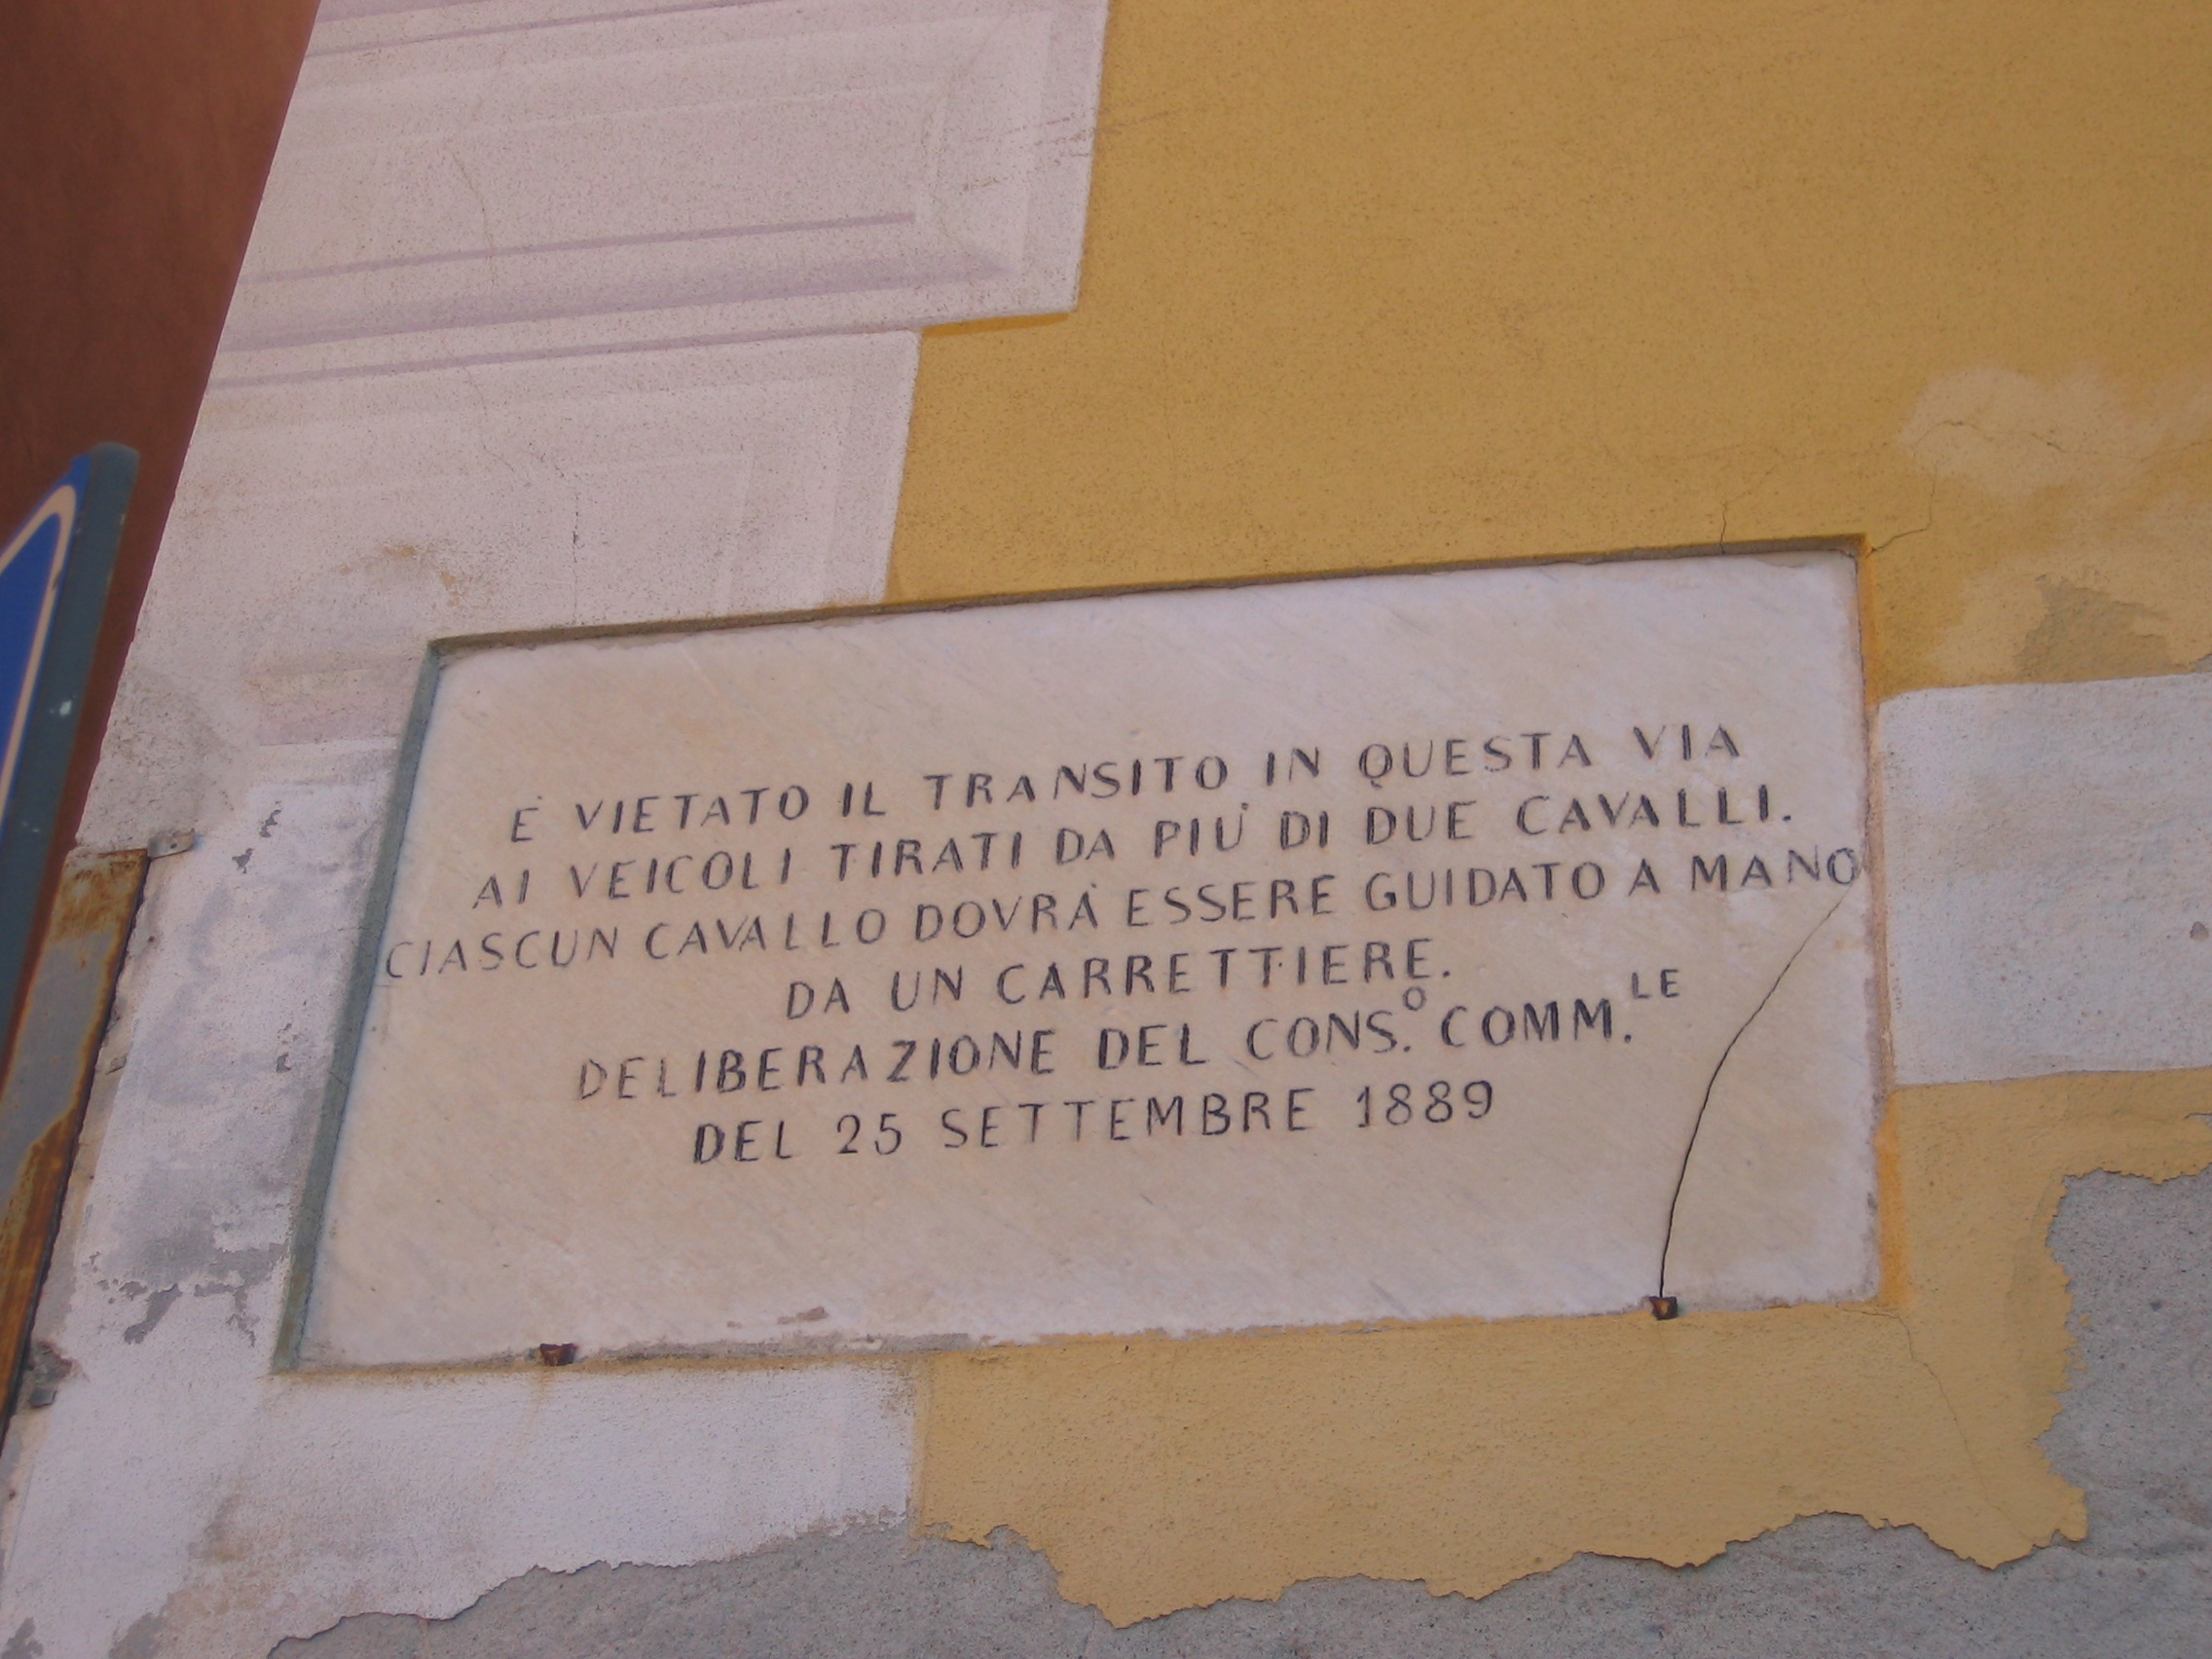 È VIETATO IL TRANSITO IN QUESTA VIA
AI VEICOLI TIRATI DA PIÙ DI DUE CAVALLI.
CIASCUN CAVALLO DOVRÀ ESSERE GUIDATO A MANO
DA UN CARRETTIERE.
DELIBERAZIONE DEL CONS.º COMM.LE
DEL 25 SETTEMBRE 1889